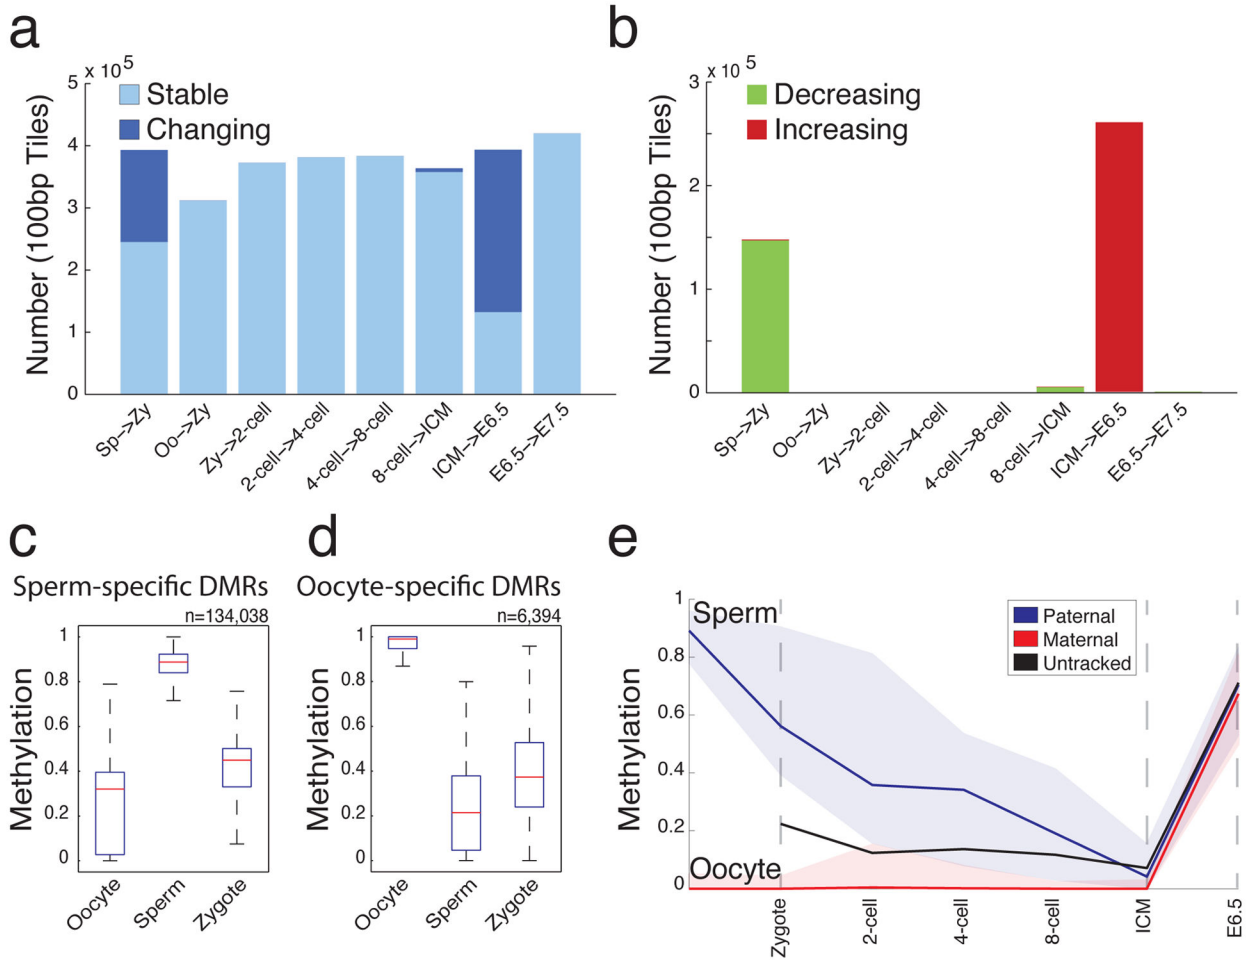 a
5 x 10⁵
4
3
2
1
0
Number (100bp Tiles)
Stable
Changing
Sp->Zy
Oo->Zy
Zy->2-cell
2-cell->4-cell
4-cell->8-cell
8-cell->ICM
ICM->E6.5
E6.5->E7.5
b
3 x 10⁵
2
1
0
Number (100bp Tiles)
Decreasing
Increasing
Sp->Zy
Oo->Zy
Zy->2-cell
2-cell->4-cell
4-cell->8-cell
8-cell->ICM
ICM->E6.5
E6.5->E7.5
c
Sperm-specific DMRs
n=134,038
1
0.8
0.6
0.4
0.2
0
Methylation
Oocyte
Sperm
Zygote
d
Oocyte-specific DMRs
n=6,394
1
0.8
0.6
0.4
0.2
0
Methylation
Oocyte
Sperm
Zygote
e
1
0.8
0.6
0.4
0.2
0
Methylation
Sperm
Oocyte
Paternal
Maternal
Untracked
Zygote
2-cell
4-cell
8-cell
ICM
E6.5